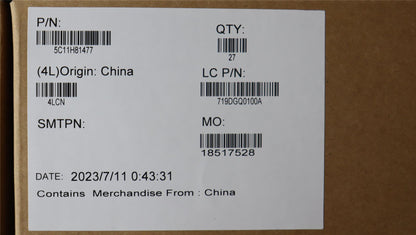 P/N:
5C11H81477
QTY:
27
(4L)Origin: China
4LCN
LC P/N:
719DGQ0100A
SMTPN:
MO:
18517528
DATE: 2023/7/11 0:43:31
Contains Merchandise From : China